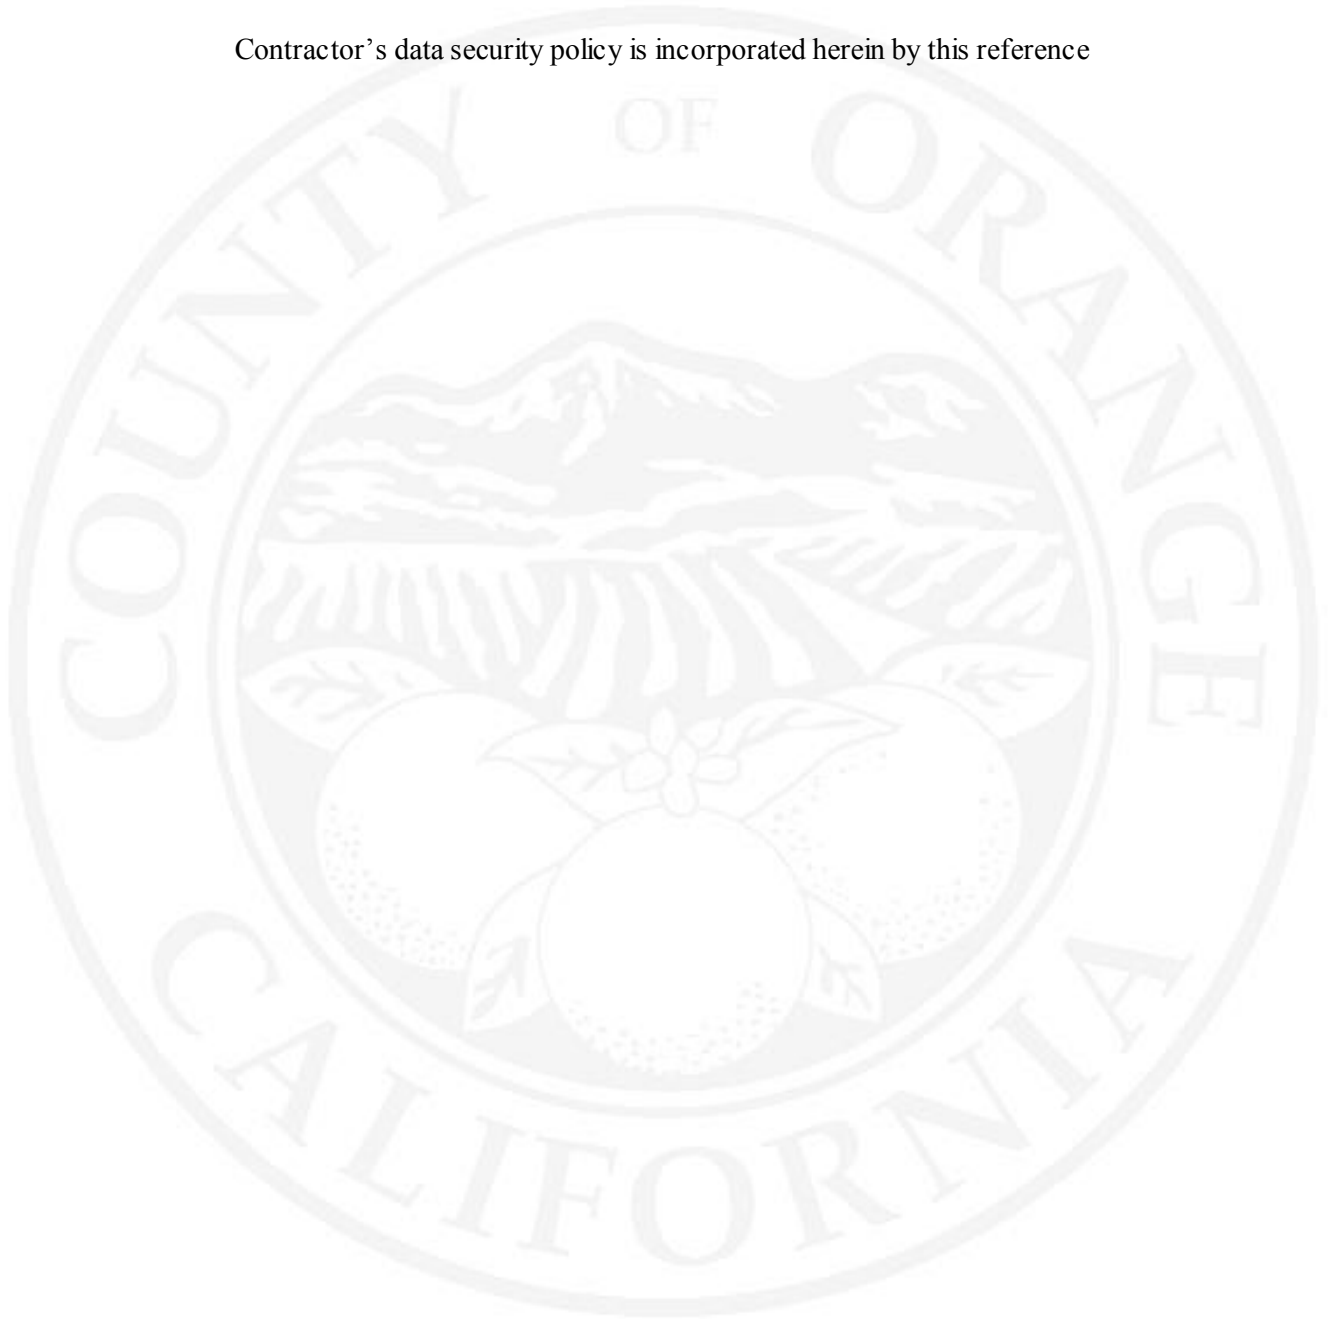 Contractor’s data security policy is incorporated herein by this reference
COUNTY OF ORANGE
CALIFORNIA